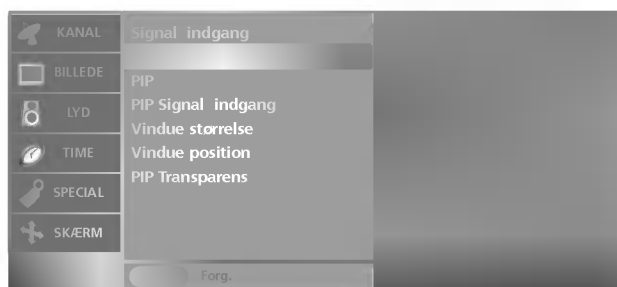 KANAL
BILLEDE
LYD
TIME
SPECIAL
SKÆRM
Signal indgang
PIP
PIP Signal indgang
Vindue størrelse
Vindue position
PIP Transparens
Forg.